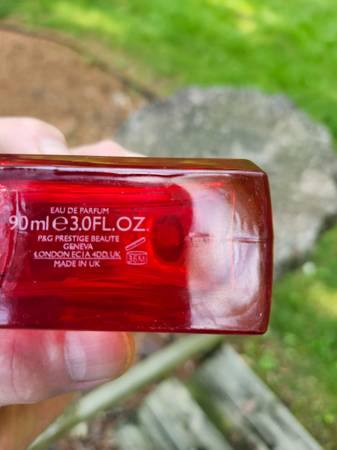 EAU DE PARFUM
90ml ℮ 3.0FL.OZ.
P&G PRESTIGE BEAUTE
GENEVA
LONDON EC1A 4DD, UK
MADE IN UK